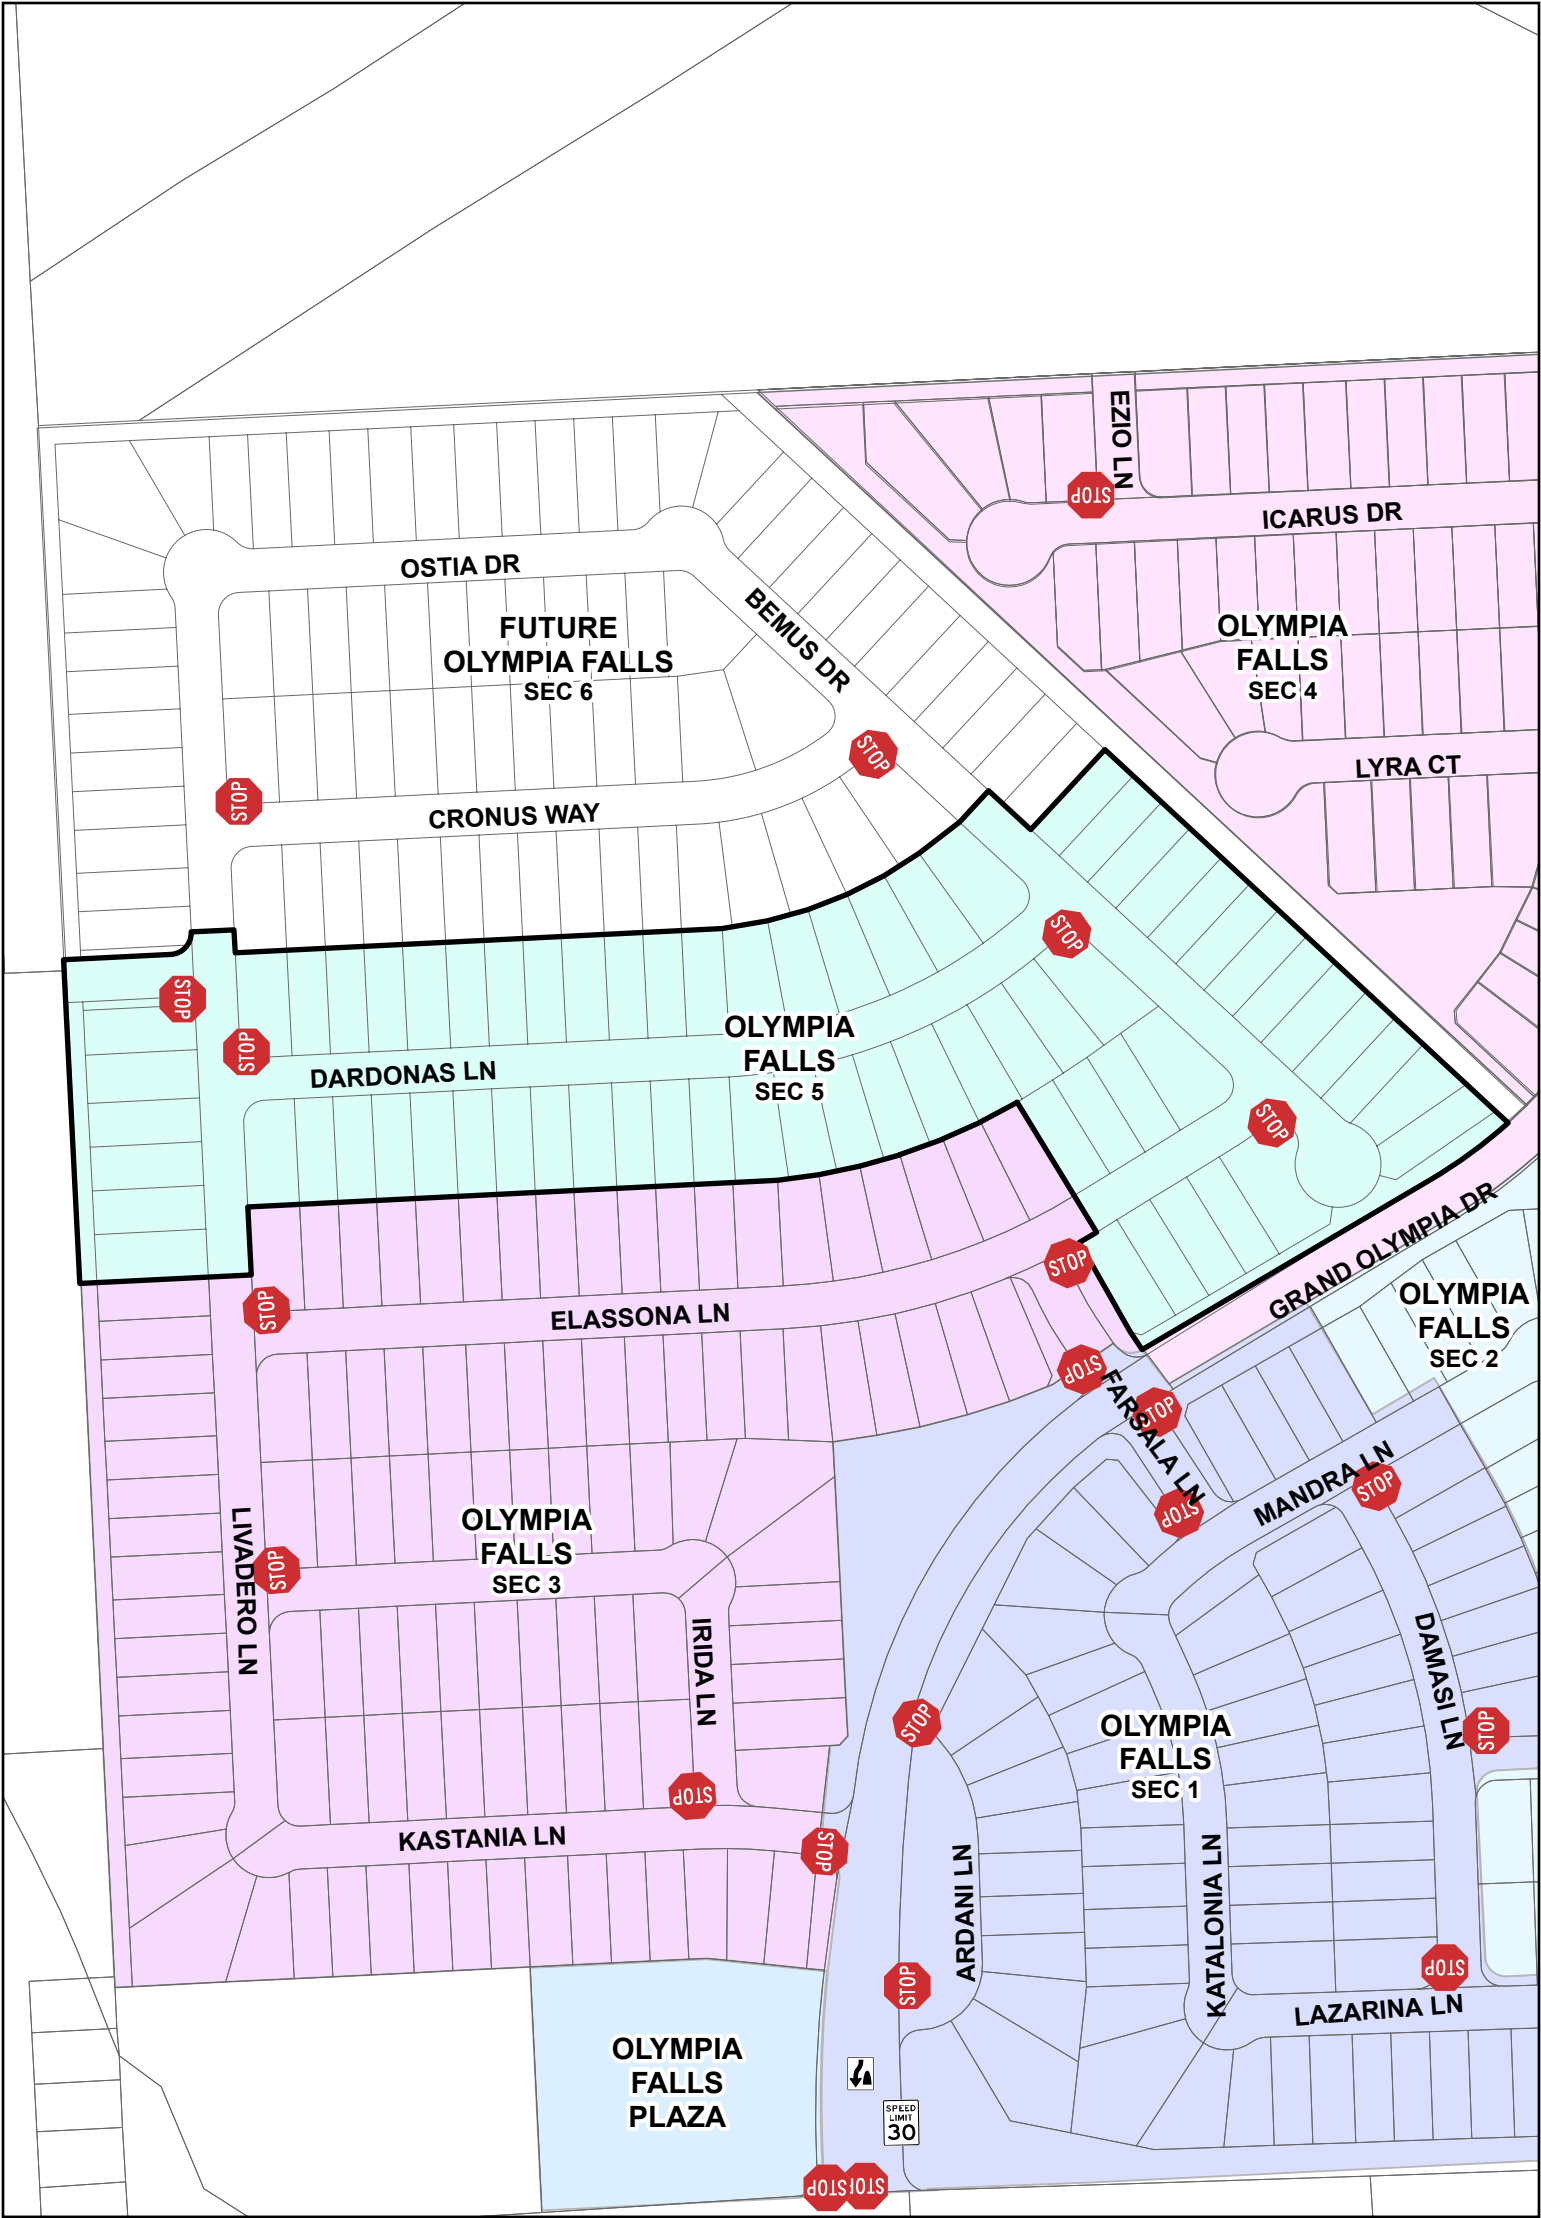 EZIO LN
STOP
ICARUS DR
OSTIA DR
BEMUS DR
FUTURE
OLYMPIA FALLS
SEC 6
OLYMPIA
FALLS
SEC 4
STOP
LYRA CT
STOP
CRONUS WAY
STOP
STOP
OLYMPIA
FALLS
SEC 5
STOP
DARDONAS LN
STOP
GRAND OLYMPIA DR
STOP
OLYMPIA
FALLS
SEC 2
STOP
ELASSONA LN
STOP
FARSALA LN
STOP
MANDRA LN
STOP
STOP
LIVADERO LN
OLYMPIA
FALLS
SEC 3
STOP
IRIDA LN
DAMASI LN
STOP
OLYMPIA
FALLS
SEC 1
STOP
STOP
KASTANIA LN
STOP
ARDANI LN
KATALONIA LN
STOP
STOP
LAZARINA LN
OLYMPIA
FALLS
PLAZA
SPEED
LIMIT
30
STOP
STOP